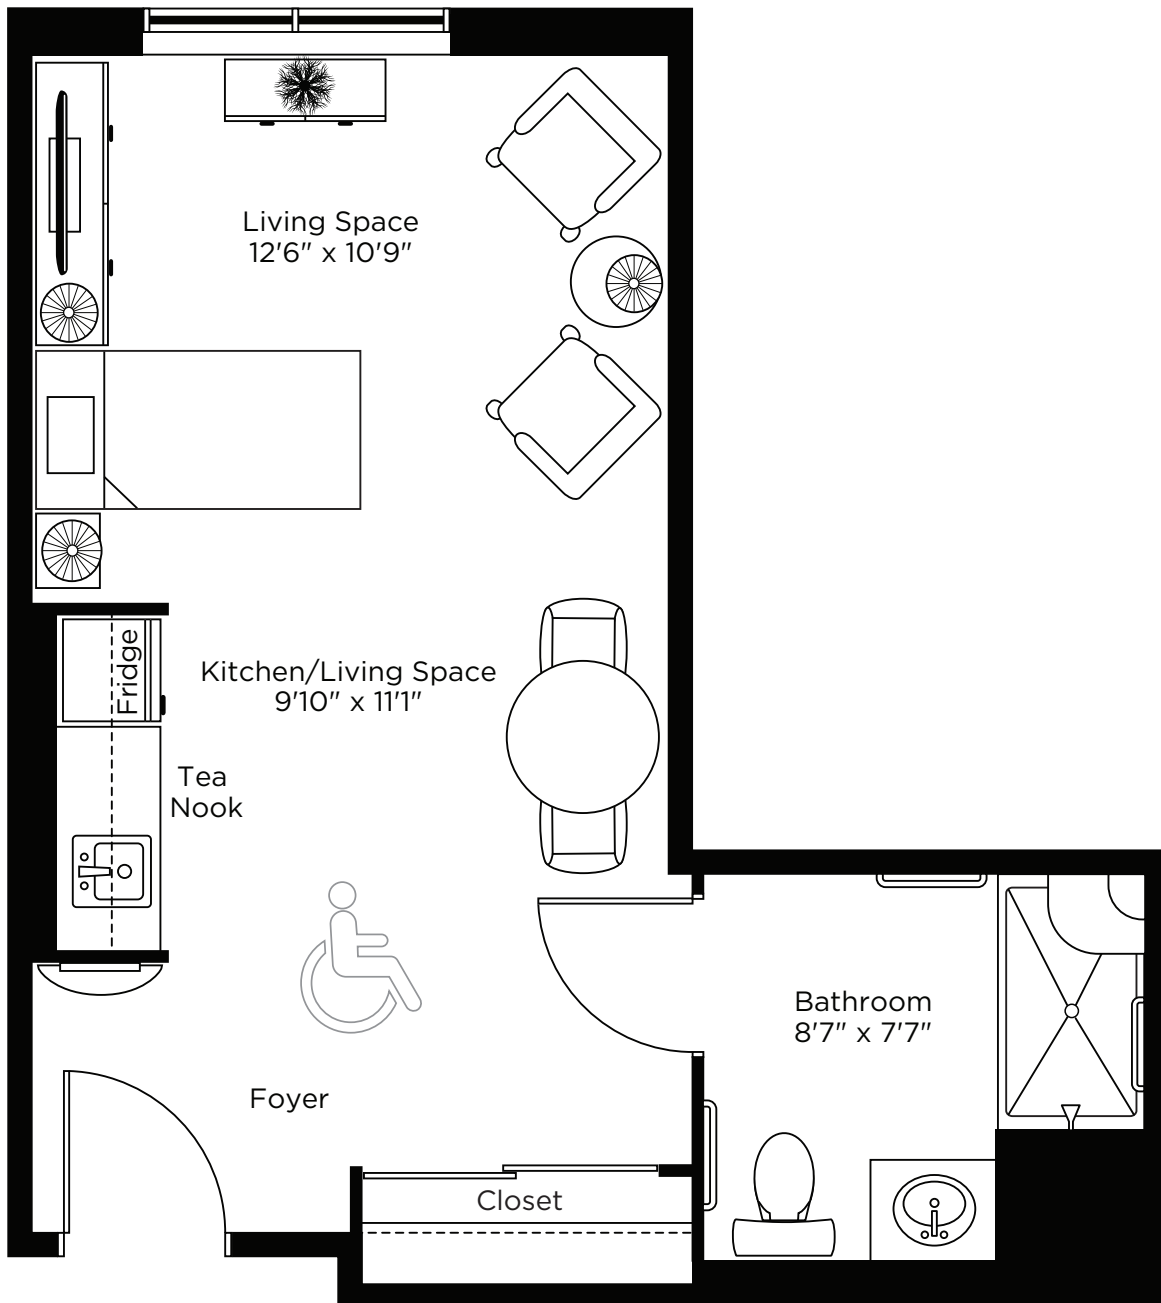 Living Space
12'6" x 10'9"
Fridge
Kitchen/Living Space
9'10" x 11'1"
Tea
Nook
Bathroom
8'7" x 7'7"
Foyer
Closet